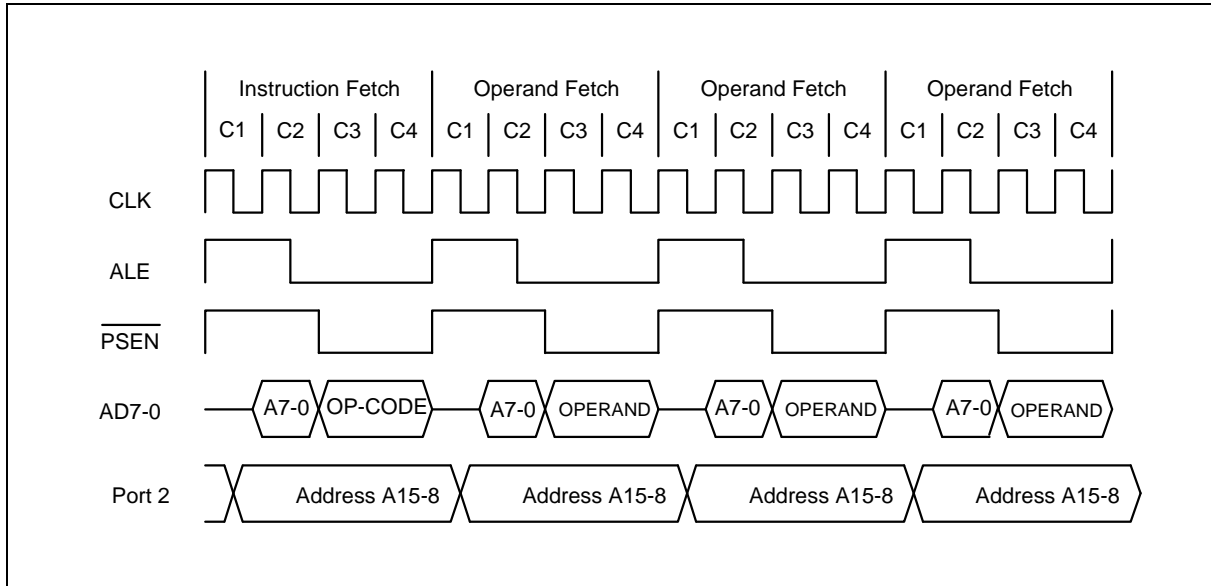 Instruction Fetch Operand Fetch Operand Fetch Operand Fetch
C1 C2 C3 C4 C1 C2 C3 C4 C1 C2 C3 C4 C1 C2 C3 C4
CLK
ALE
PSEN
AD7-0 A7-0 OP-CODE A7-0 OPERAND A7-0 OPERAND A7-0 OPERAND
Port 2 Address A15-8 Address A15-8 Address A15-8 Address A15-8